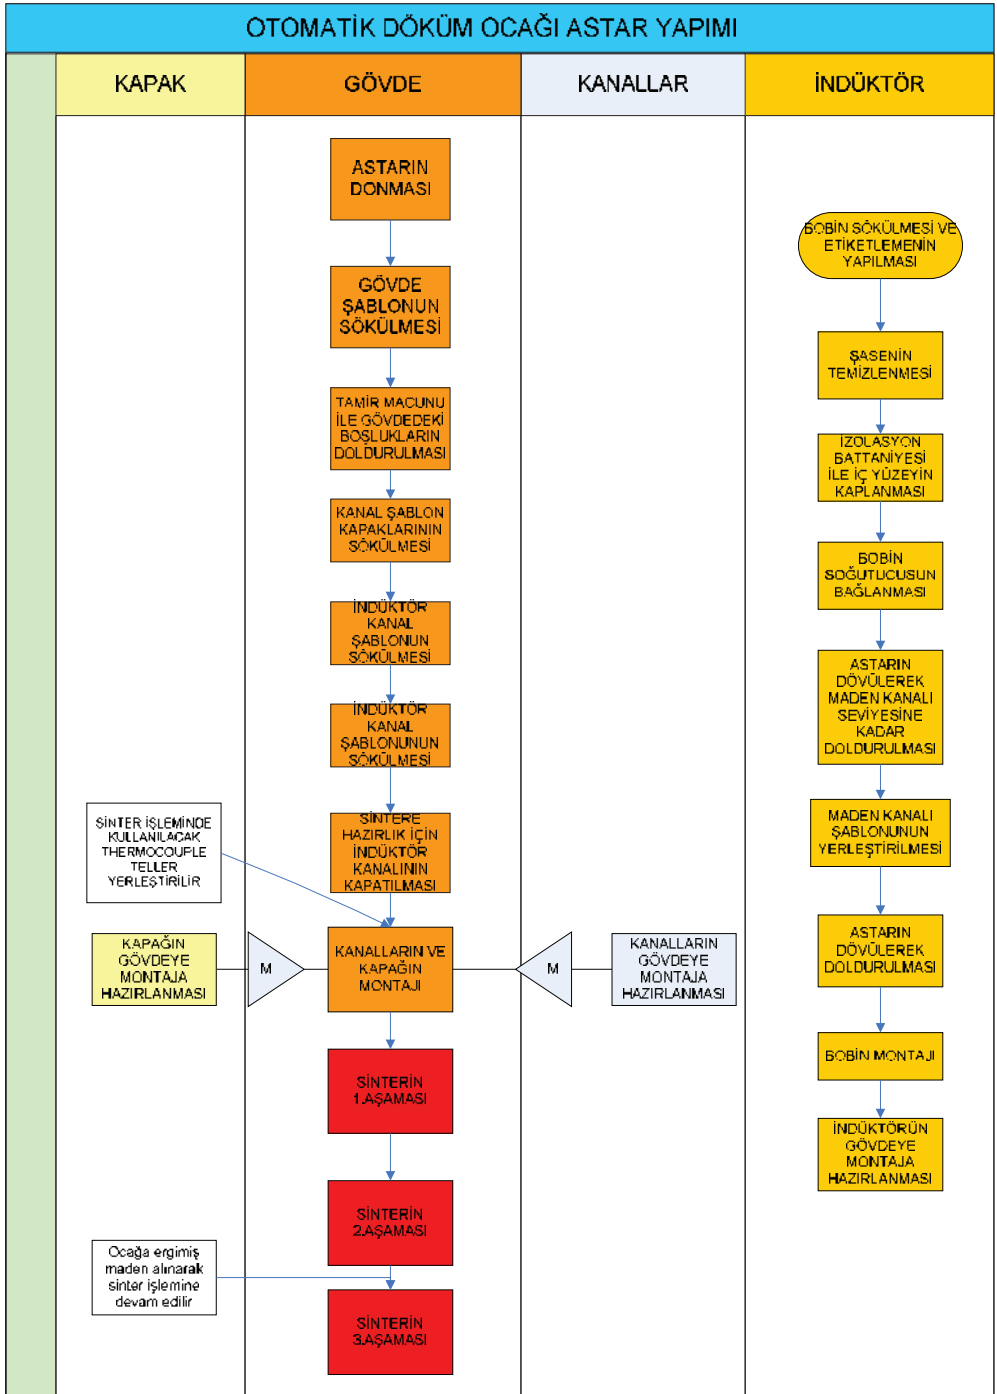 OTOMATİK DÖKÜM OCAĞI ASTAR YAPIMI
KAPAK
GÖVDE
KANALLAR
İNDÜKTÖR
ASTARIN
DONMASI
GÖVDE
ŞABLONUN
SÖKÜLMESİ
TAMİR MACUNU
İLE GÖVDEDEKİ
BOŞLUKLARIN
DOLDURULMASI
KANAL ŞABLON
KAPAKLARININ
SÖKÜLMESİ
İNDÜKTÖR
KANAL
ŞABLONUN
SÖKÜLMESİ
İNDÜKTÖR
KANAL
ŞABLONUNUN
SÖKÜLMESİ
SİNTERE
HAZIRLIK İÇİN
İNDÜKTÖR
KANALININ
KAPATILMASI
SİNTER İŞLEMİNDE
KULLANILACAK
THERMOCOUPLE
TELLER
YERLEŞTİRİLİR
KAPAĞIN
GÖVDEYE
MONTAJA
HAZIRLANMASI
M
KANALLARIN VE
KAPAĞIN
MONTAJI
M
KANALLARIN
GÖVDEYE
MONTAJA
HAZIRLANMASI
SİNTERİN
1.AŞAMASI
SİNTERİN
2.AŞAMASI
Ocağa ergimiş
maden alınarak
sinter işlemine
devam edilir
SİNTERİN
3.AŞAMASI
BOBİN SÖKÜLMESİ VE
ETİKETLEMENİN
YAPILMASI
ŞASENİN
TEMİZLENMESİ
İZOLASYON
BATTANİYESİ
İLE İÇ YÜZEYİN
KAPLANMASI
BOBİN
SOĞUTUCUSUN
BAĞLANMASI
ASTARIN
DÖVÜLEREK
MADEN KANALI
SEVİYESİNE
KADAR
DOLDURULMASI
MADEN KANALI
ŞABLONUNUN
YERLEŞTİRİLMESİ
ASTARIN
DÖVÜLEREK
DOLDURULMASI
BOBİN MONTAJI
İNDÜKTÖRÜN
GÖVDEYE
MONTAJA
HAZIRLANMASI